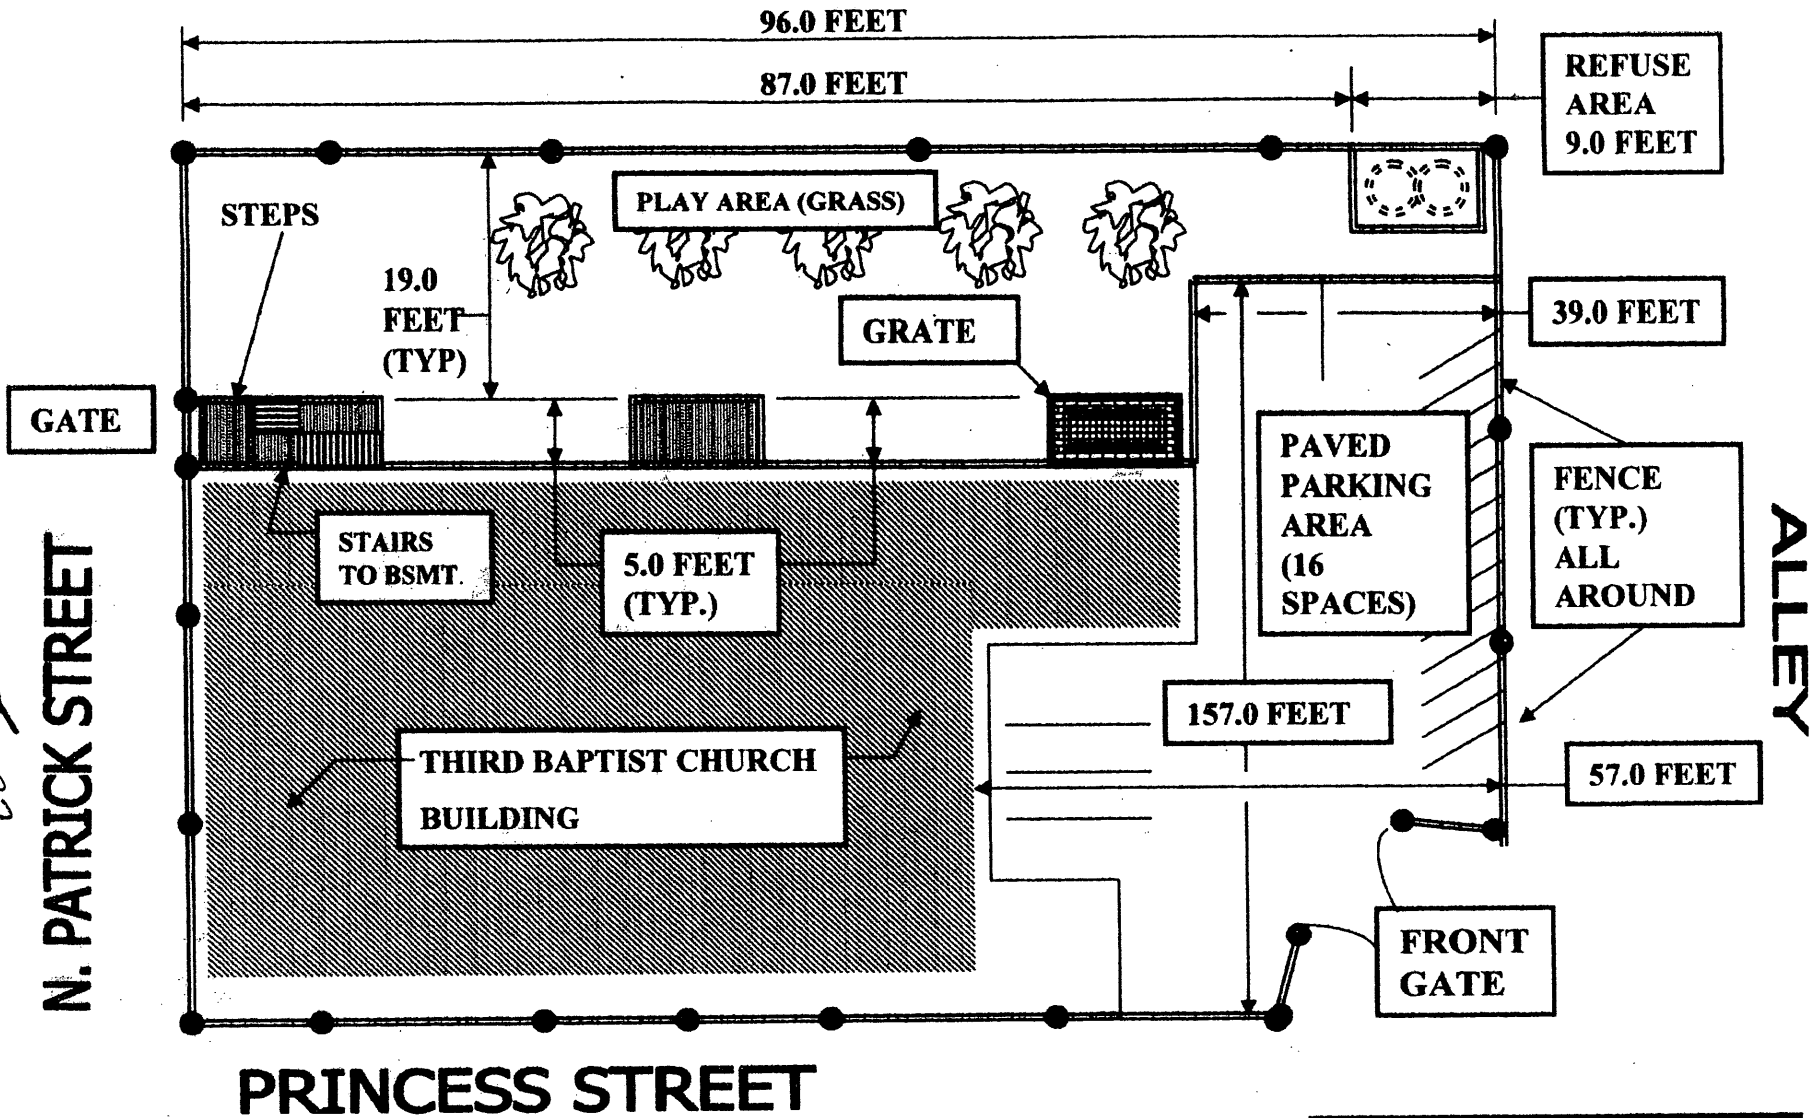 96.0 FEET
87.0 FEET
REFUSE
AREA
9.0 FEET
PLAY AREA (GRASS)
STEPS
19.0
FEET
(TYP)
GRATE
39.0 FEET
GATE
PAVED
PARKING
AREA
(16
SPACES)
FENCE
(TYP.)
ALL
AROUND
STAIRS
TO BSMT.
5.0 FEET
(TYP.)
ALLEY
N. PATRICK STREET
157.0 FEET
THIRD BAPTIST CHURCH
BUILDING
57.0 FEET
FRONT
GATE
PRINCESS STREET